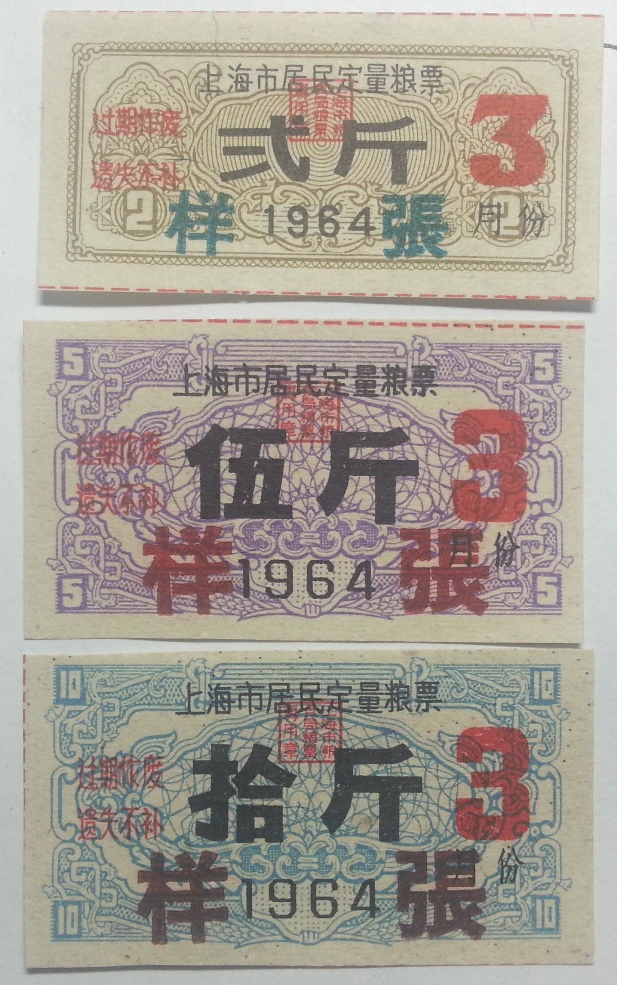 上海市居民定量粮票
过期作废
遗失不补
贰斤
3
月份
2 样 1964 張 2
5 5
上海市居民定量粮票
过期作废
遗失不补
伍斤
3
月份
样 1964 張
5 5
10 10
上海市居民定量粮票
过期作废
遗失不补
拾斤
3
月份
样 1964 張
10 10